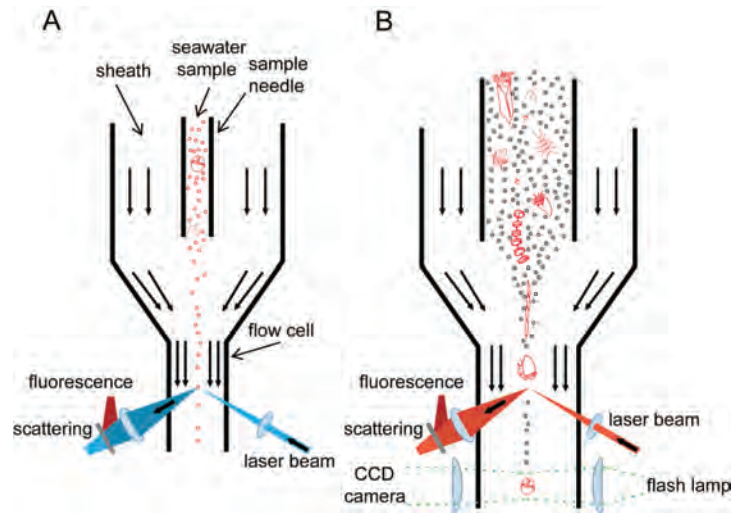 A
seawater
sample
sheath
sample
needle
flow cell
fluorescence
scattering
laser beam
B
fluorescence
scattering
laser beam
CCD
camera
flash lamp